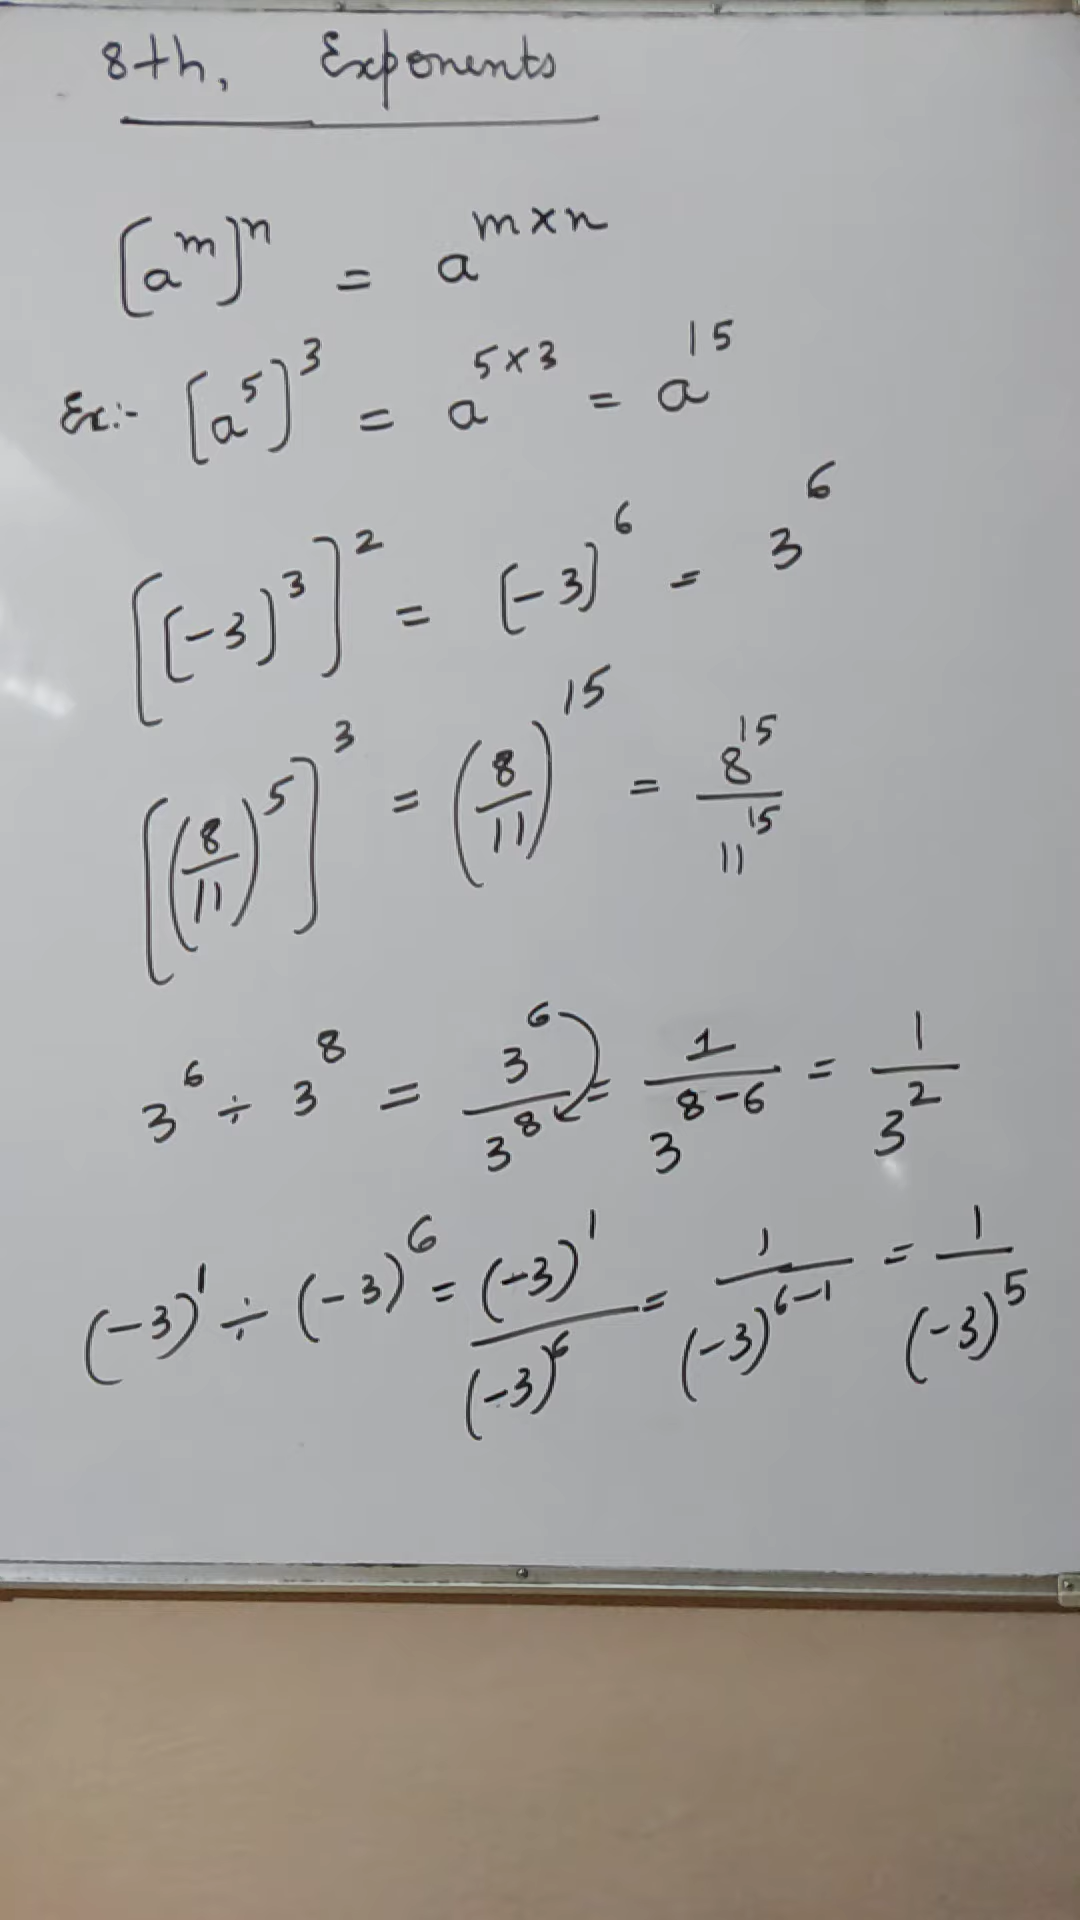 8th, Exponents
[a^m]^n = a^{m×n}
Ex:- [a^5]^3 = a^{5×3} = a^{15}
[[-3)^3]^2 = [-3)^6 = 3^6
[(8/11)^5]^3 = (8/11)^{15} = 8^{15}/11^{15}
3^6 ÷ 3^8 = 3^6/3^8 = 1/3^{8-6} = 1/3^2
(-3)^1 ÷ (-3)^6 = (-3)^1/(-3)^6 = 1/(-3)^{6-1} = 1/(-3)^5